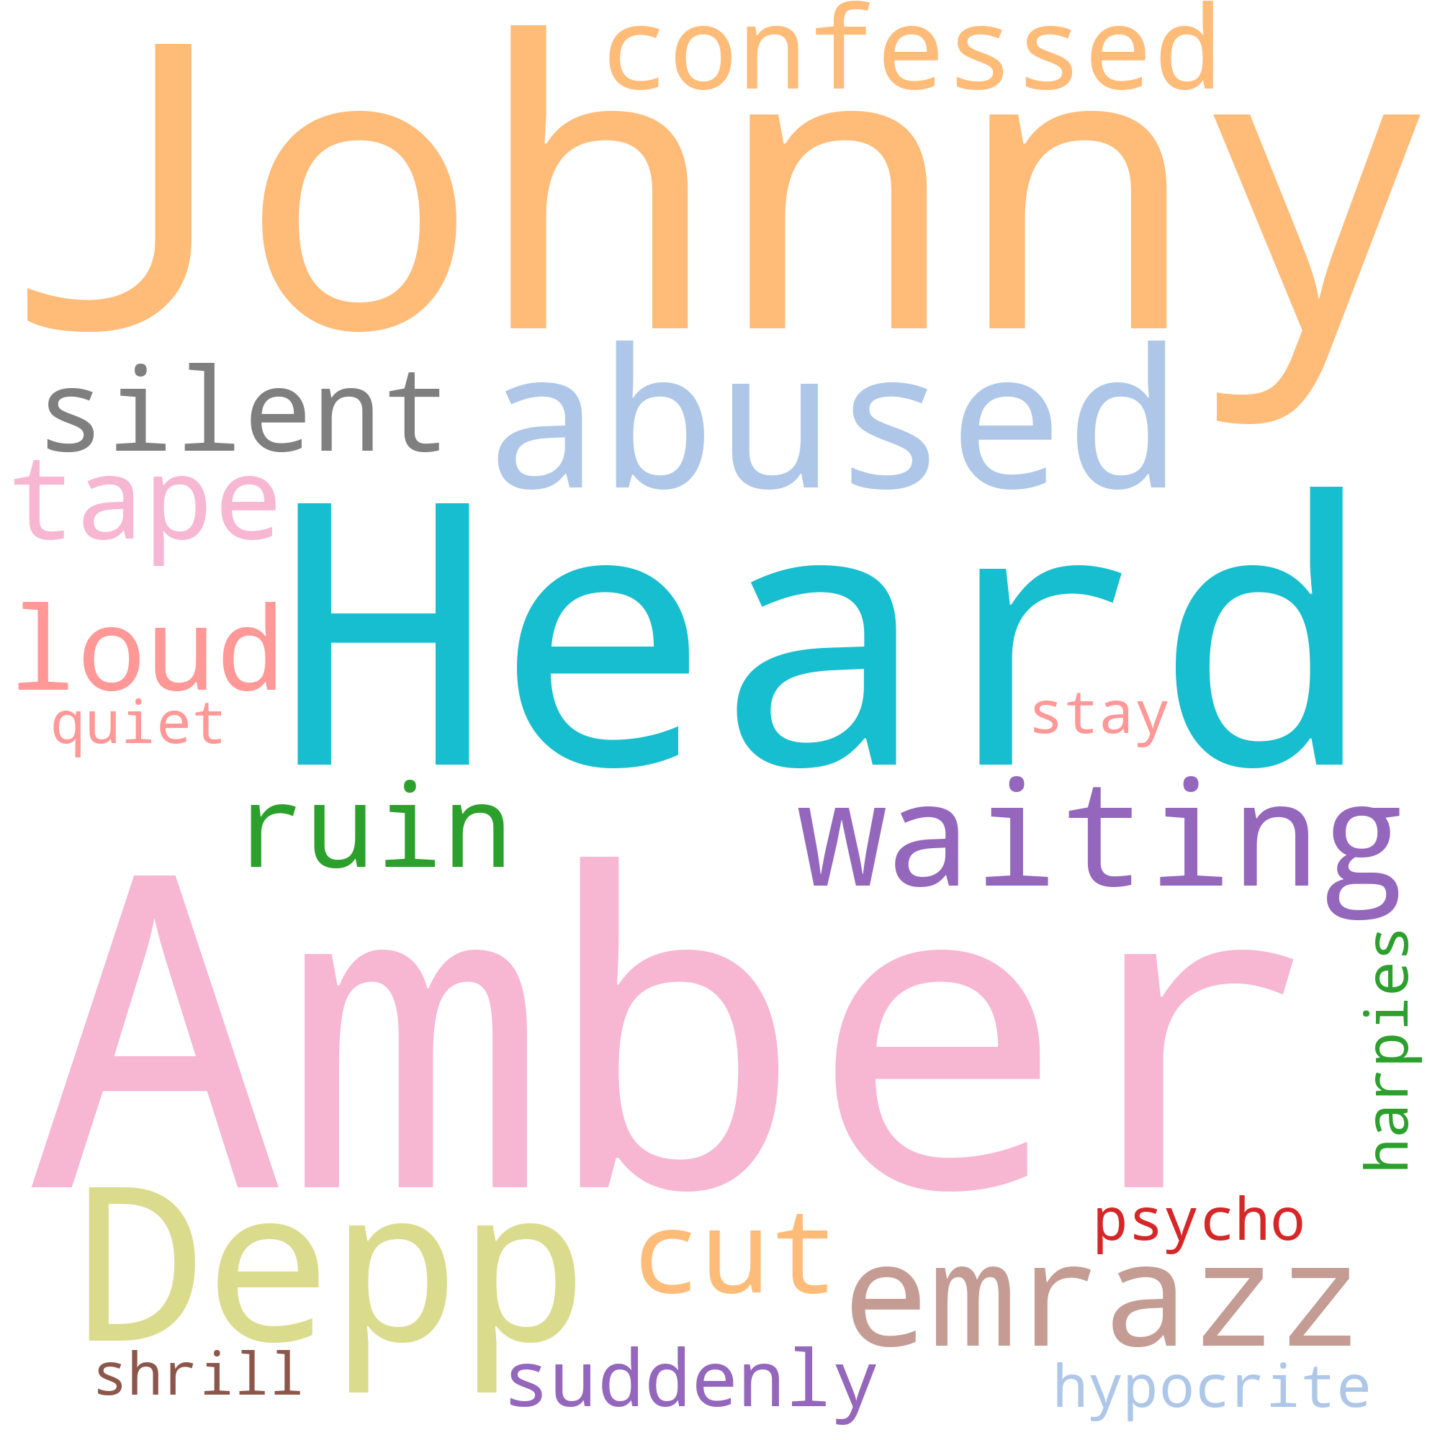 confessed
Johnny
silent
abused
tape
Heard
loud
quiet
stay
ruin
waiting
Amber
harpies
Depp
cut
psycho
emrazz
shrill
suddenly
hypocrite